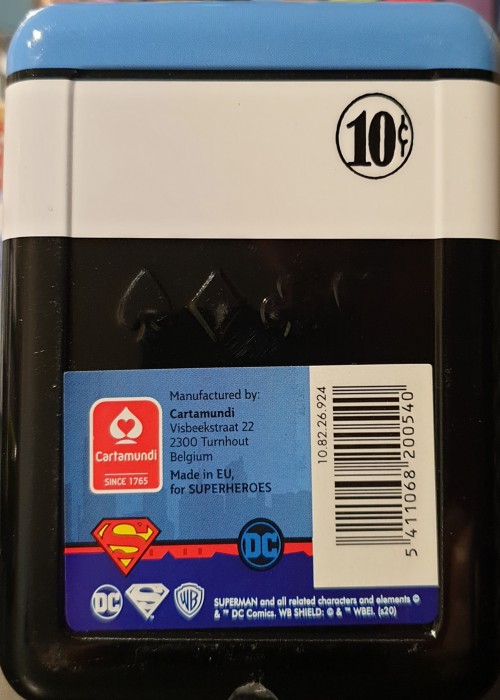 10¢
Cartamundi
SINCE 1765
Manufactured by:
Cartamundi
Visbeekstraat 22
2300 Turnhout
Belgium
Made in EU,
for SUPERHEROES
10.82.26.924
5 411068 200540
S
DC
DC
S
WB
SUPERMAN and all related characters and elements ©
& ™ DC Comics. WB SHIELD: © & ™ WBEI. (s20)